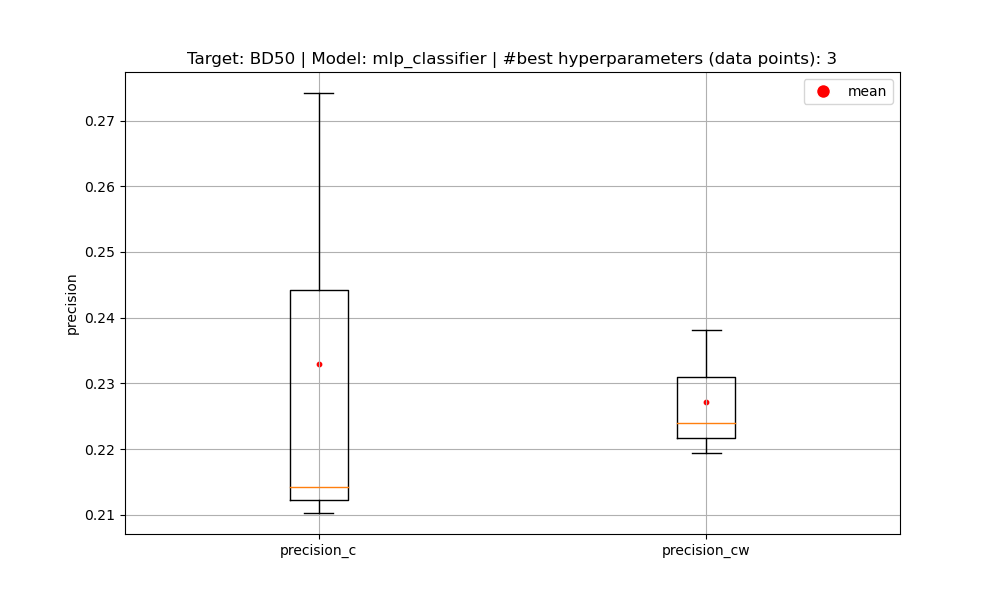 Target: BD50 | Model: mlp_classifier | #best hyperparameters (data points): 3
mean
0.27
0.26
0.25
0.24
0.23
0.22
0.21
precision
precision_c
precision_cw